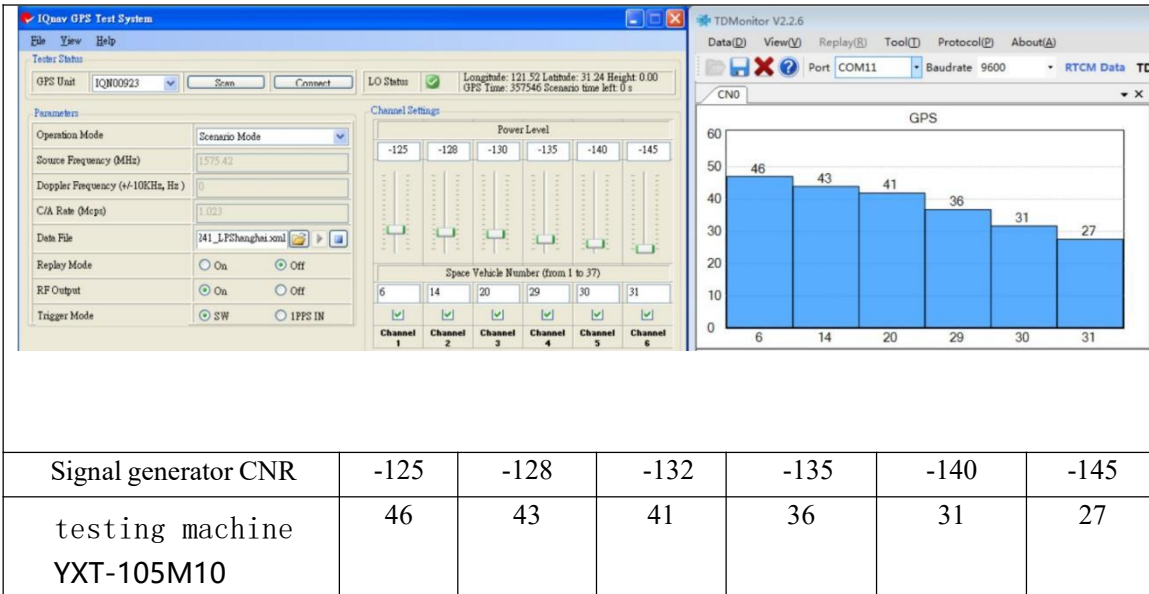 IQnav GPS Test System
File View Help
Tester Status
GPS Unit IQN00923 Scan Connect LO Status Longitude: 121.52 Latitude: 31.24 Height: 0.00
GPS Time: 357546 Scenario time left: 0 s
Parameters
Operation Mode Scenario Mode
Source Frequency (MHz) 1575.42
Doppler Frequency (+/-10KHz, Hz ) 0
C/A Rate (Mcps) 1.023
Data File 241_LPShanghai.xml
Replay Mode On Off
RF Output On Off
Trigger Mode SW 1PPS IN
Channel Settings
Power Level
-125 -128 -130 -135 -140 -145
Space Vehicle Number (from 1 to 37)
6 14 20 29 30 31
Channel Channel Channel Channel Channel Channel
1 2 3 4 5 6
TDMonitor V2.2.6
Data(D) View(V) Replay(R) Tool(T) Protocol(P) About(A)
Port COM11 Baudrate 9600 RTCM Data TD
CN0
GPS
60
50
40
30
20
10
0
46 43 41 36 31 27
6 14 20 29 30 31
Signal generator CNR -125 -128 -132 -135 -140 -145
testing machine 46 43 41 36 31 27
YXT-105M10